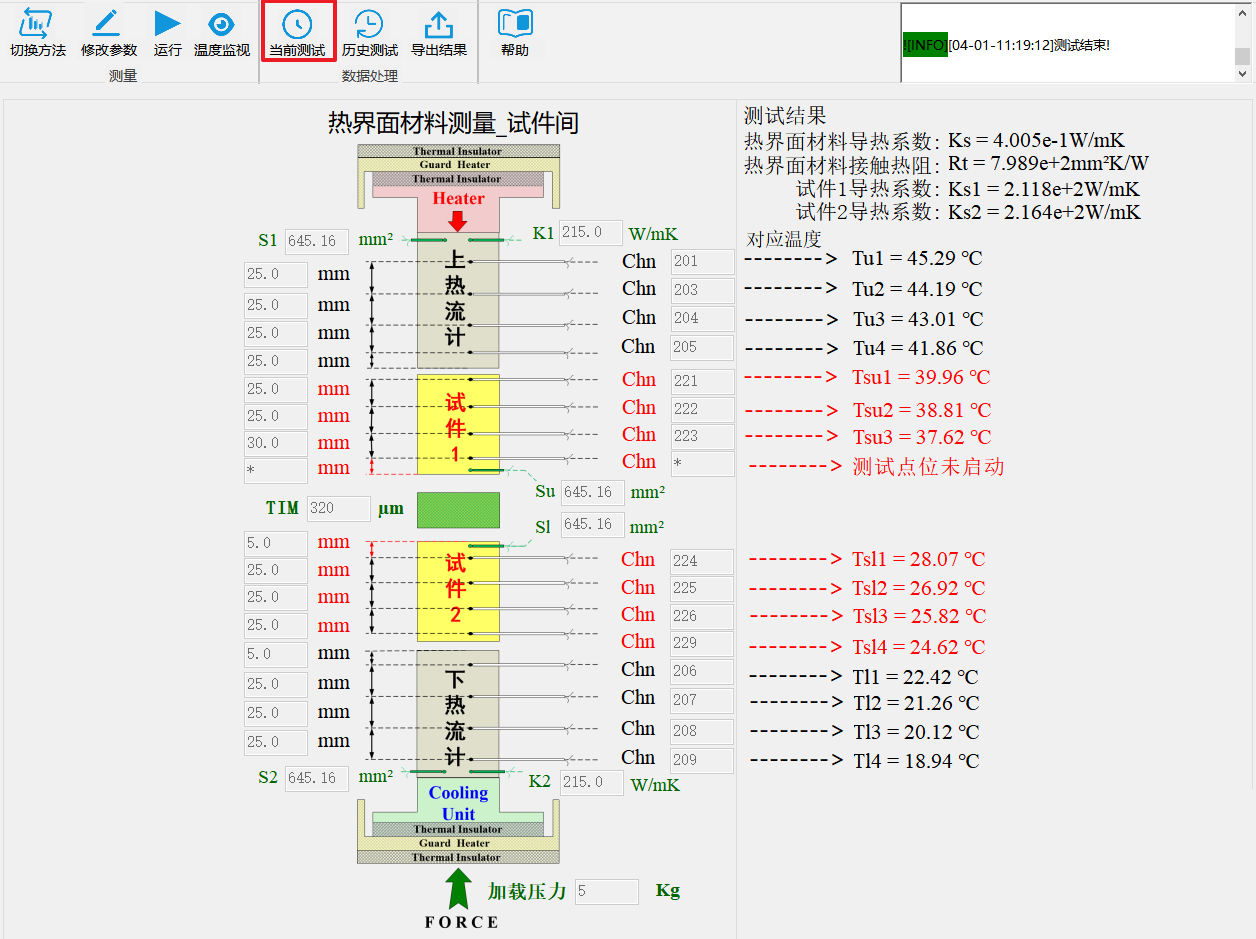 切换方法 修改参数 运行 温度监视 当前测试 历史测试 导出结果 帮助
测量 数据处理
![INFO][04-01-11:19:12]测试结束!
热界面材料测量_试件间
Thermal Insulator
Guard Heater
Thermal Insulator
Heater
S1 645.16 mm²
K1 215.0 W/mK
上热流计
25.0 mm
25.0 mm
25.0 mm
25.0 mm
Chn 201
Chn 203
Chn 204
Chn 205
试件1
25.0 mm
25.0 mm
30.0 mm
* mm
Chn 221
Chn 222
Chn 223
Chn *
Su 645.16 mm²
TIM 320 μm
Sl 645.16 mm²
试件2
5.0 mm
25.0 mm
25.0 mm
25.0 mm
Chn 224
Chn 225
Chn 226
Chn 229
下热流计
5.0 mm
25.0 mm
25.0 mm
25.0 mm
Chn 206
Chn 207
Chn 208
Chn 209
S2 645.16 mm²
K2 215.0 W/mK
Cooling
Unit
Thermal Insulator
Guard Heater
Thermal Insulator
加载压力 5 Kg
FORCE
测试结果
热界面材料导热系数: Ks = 4.005e-1W/mK
热界面材料接触热阻: Rt = 7.989e+2mm²K/W
试件1导热系数: Ks1 = 2.118e+2W/mK
试件2导热系数: Ks2 = 2.164e+2W/mK
对应温度
--------> Tu1 = 45.29 ℃
--------> Tu2 = 44.19 ℃
--------> Tu3 = 43.01 ℃
--------> Tu4 = 41.86 ℃
--------> Tsu1 = 39.96 ℃
--------> Tsu2 = 38.81 ℃
--------> Tsu3 = 37.62 ℃
--------> 测试点位未启动
--------> Tsl1 = 28.07 ℃
--------> Tsl2 = 26.92 ℃
--------> Tsl3 = 25.82 ℃
--------> Tsl4 = 24.62 ℃
--------> Tl1 = 22.42 ℃
--------> Tl2 = 21.26 ℃
--------> Tl3 = 20.12 ℃
--------> Tl4 = 18.94 ℃